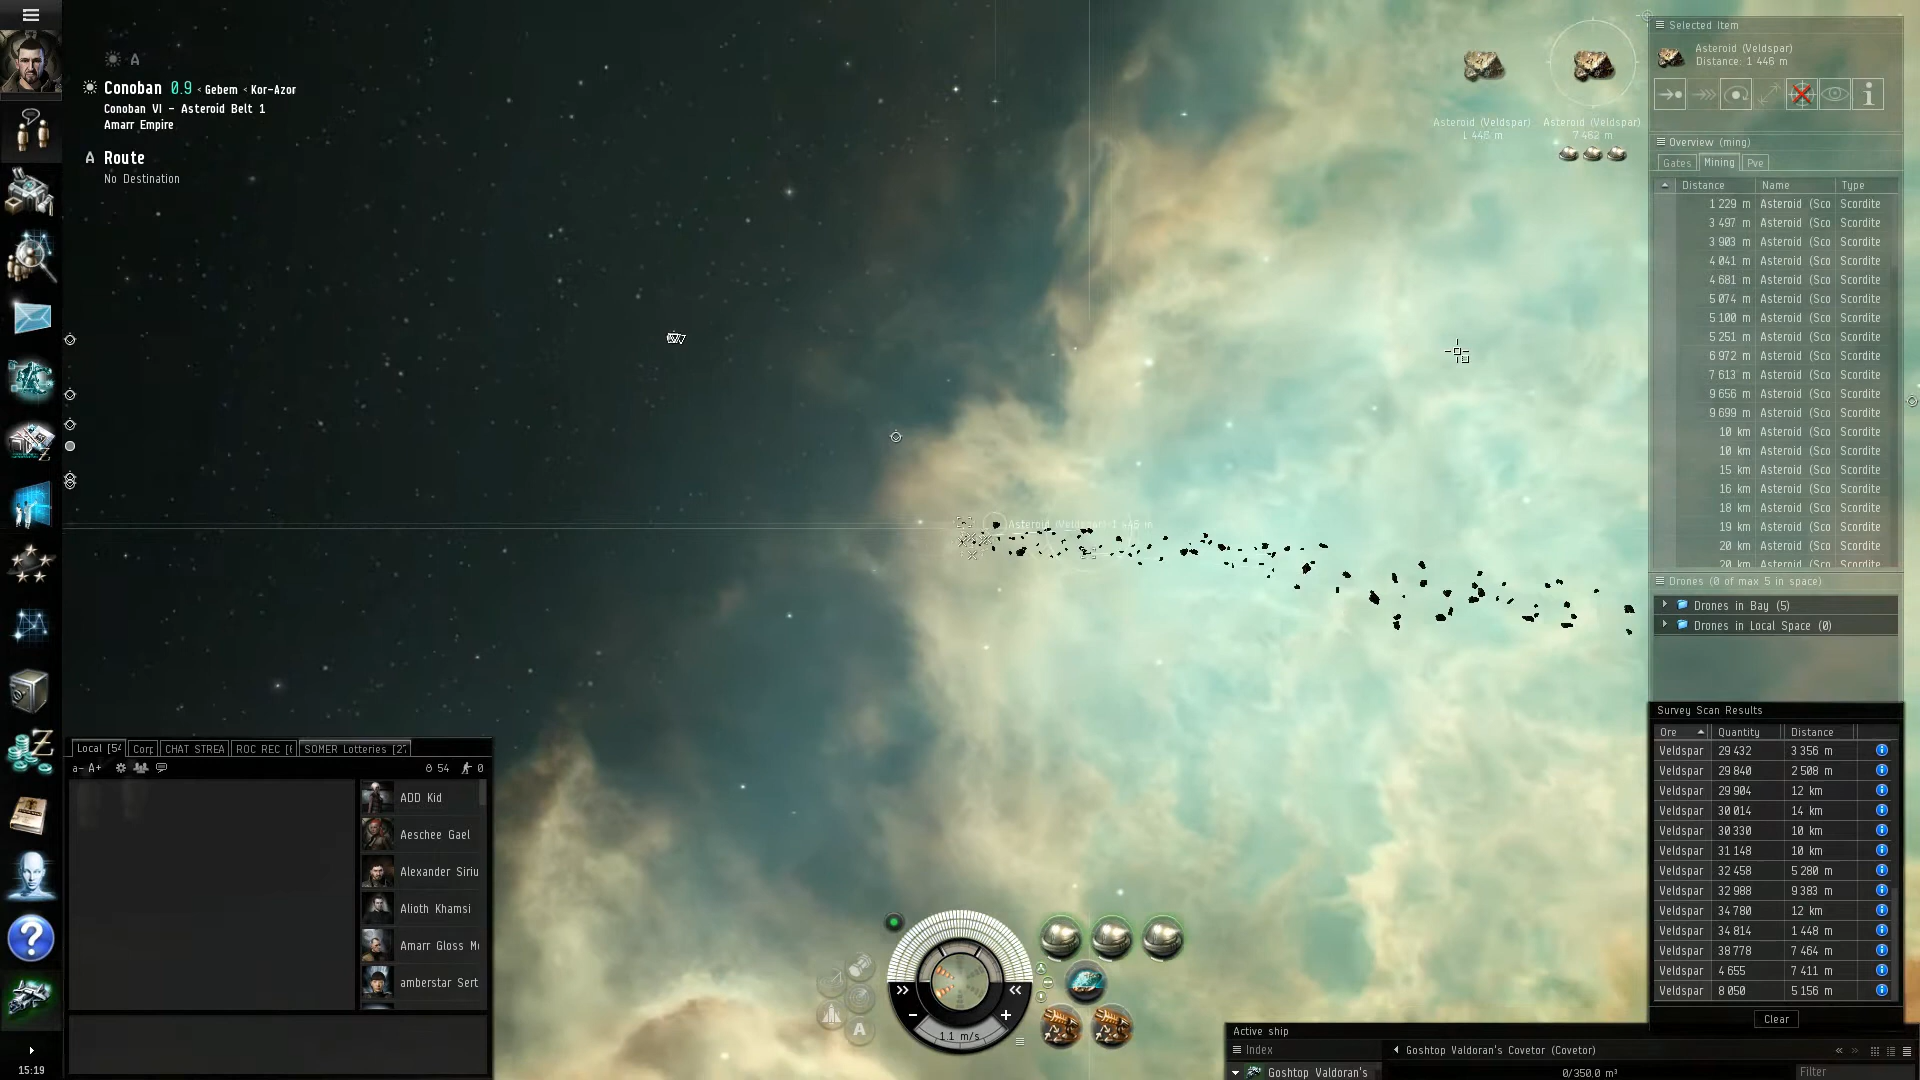 A
Conoban 0.9 < Gebem < Kor-Azor
Conoban VI - Asteroid Belt 1
Amarr Empire
A Route
No Destination
Asteroid (Veldspar)
1 446 m
Asteroid (Veldspar)
7 462 m
Selected Item
Asteroid (Veldspar)
Distance: 1 446 m
Overview (ming)
Gates Mining Pve
Distance Name Type
1 229 m Asteroid (Sco Scordite
3 497 m Asteroid (Sco Scordite
3 903 m Asteroid (Sco Scordite
4 041 m Asteroid (Sco Scordite
4 681 m Asteroid (Sco Scordite
5 074 m Asteroid (Sco Scordite
5 100 m Asteroid (Sco Scordite
5 251 m Asteroid (Sco Scordite
6 972 m Asteroid (Sco Scordite
7 613 m Asteroid (Sco Scordite
9 656 m Asteroid (Sco Scordite
9 699 m Asteroid (Sco Scordite
10 km Asteroid (Sco Scordite
10 km Asteroid (Sco Scordite
15 km Asteroid (Sco Scordite
16 km Asteroid (Sco Scordite
18 km Asteroid (Sco Scordite
19 km Asteroid (Sco Scordite
20 km Asteroid (Sco Scordite
20 km Asteroid (Sco Scordite
Asteroid (Veldspar) 1 446 m
Drones (0 of max 5 in space)
Drones in Bay (5)
Drones in Local Space (0)
Survey Scan Results
Ore Quantity Distance
Veldspar 29 432 3 356 m
Veldspar 29 840 2 508 m
Veldspar 29 904 12 km
Veldspar 30 014 14 km
Veldspar 30 330 10 km
Veldspar 31 148 10 km
Veldspar 32 458 5 280 m
Veldspar 32 988 9 383 m
Veldspar 34 780 12 km
Veldspar 34 814 1 448 m
Veldspar 38 778 7 464 m
Veldspar 4 655 7 411 m
Veldspar 8 050 5 156 m
Clear
Local [54 Corp CHAT STREA ROC REC [ SOMER Lotteries [27
a- A+ 54 0
ADD Kid
Aeschee Gael
Alexander Siriu
Alioth Khamsi
Amarr Gloss M
amberstar Sert
A
1.1 m/s
Active ship
Index
Goshtop Valdoran's Covetor (Covetor)
Goshtop Valdoran's
0/350,0 m³
Filter
15:19